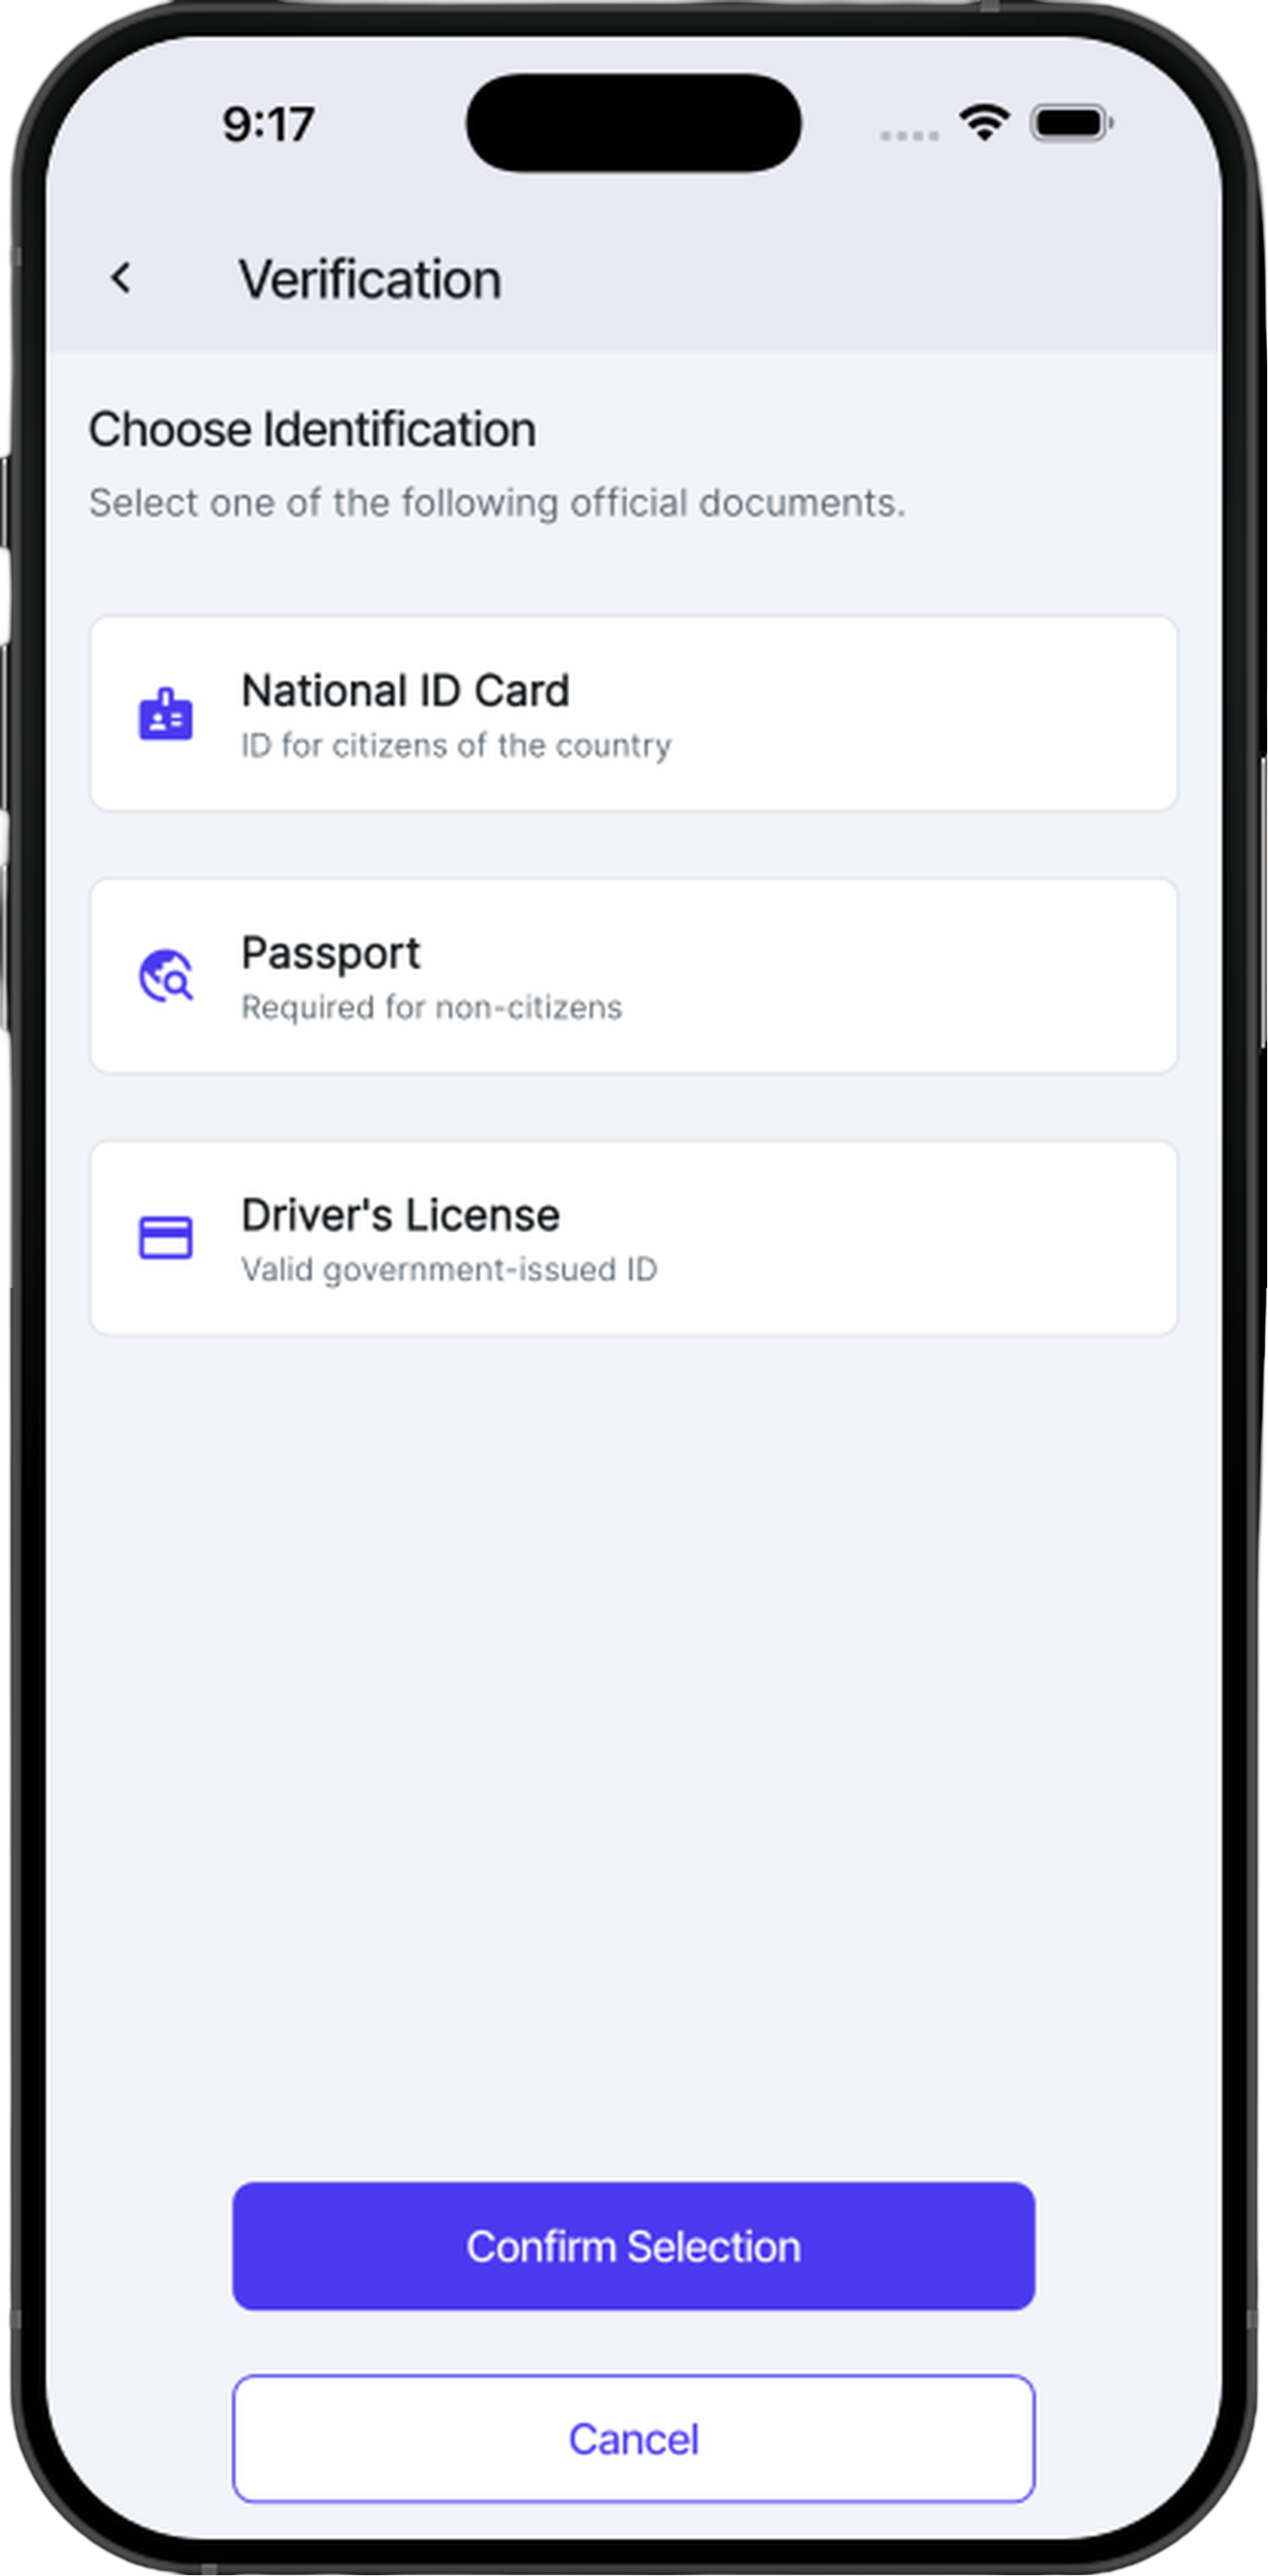 9:17
Verification
Choose Identification
Select one of the following official documents.
National ID Card
ID for citizens of the country
Passport
Required for non-citizens
Driver's License
Valid government-issued ID
Confirm Selection
Cancel